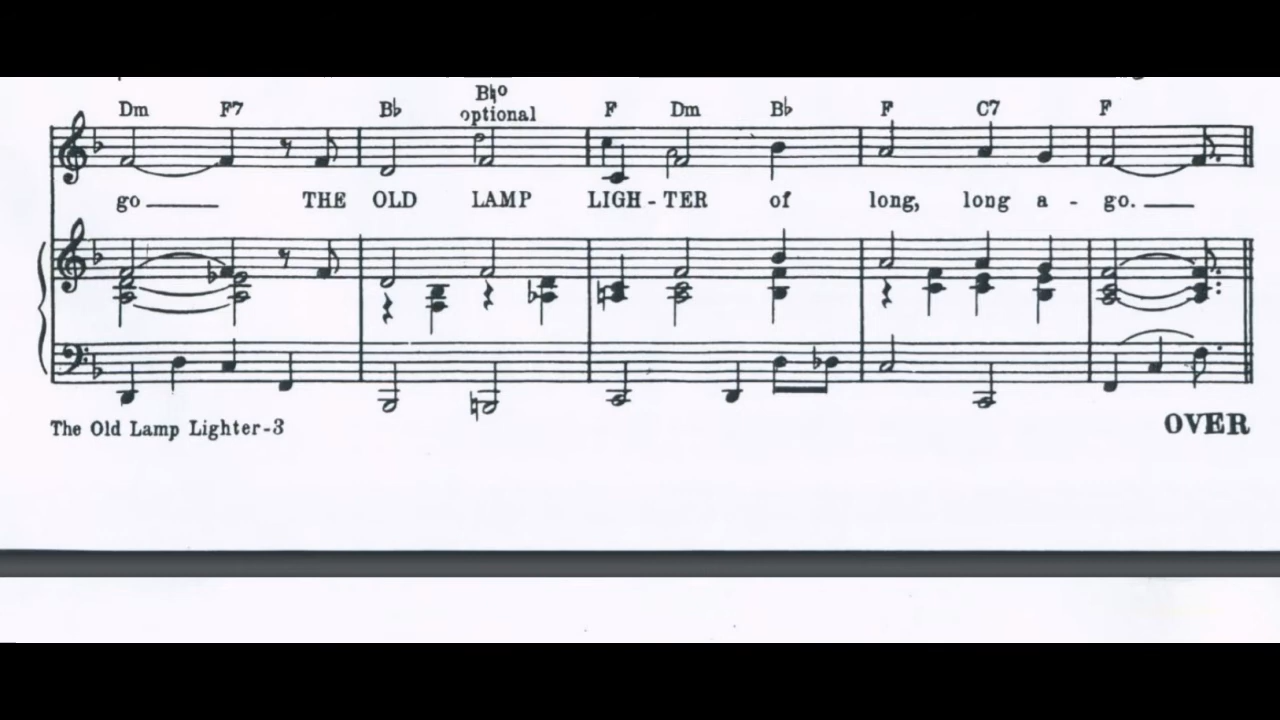 Dm F7 B♭ B♮o F Dm B♭ F C7 F
optional
go THE OLD LAMP LIGH - TER of long, long a - go.
The Old Lamp Lighter-3 OVER